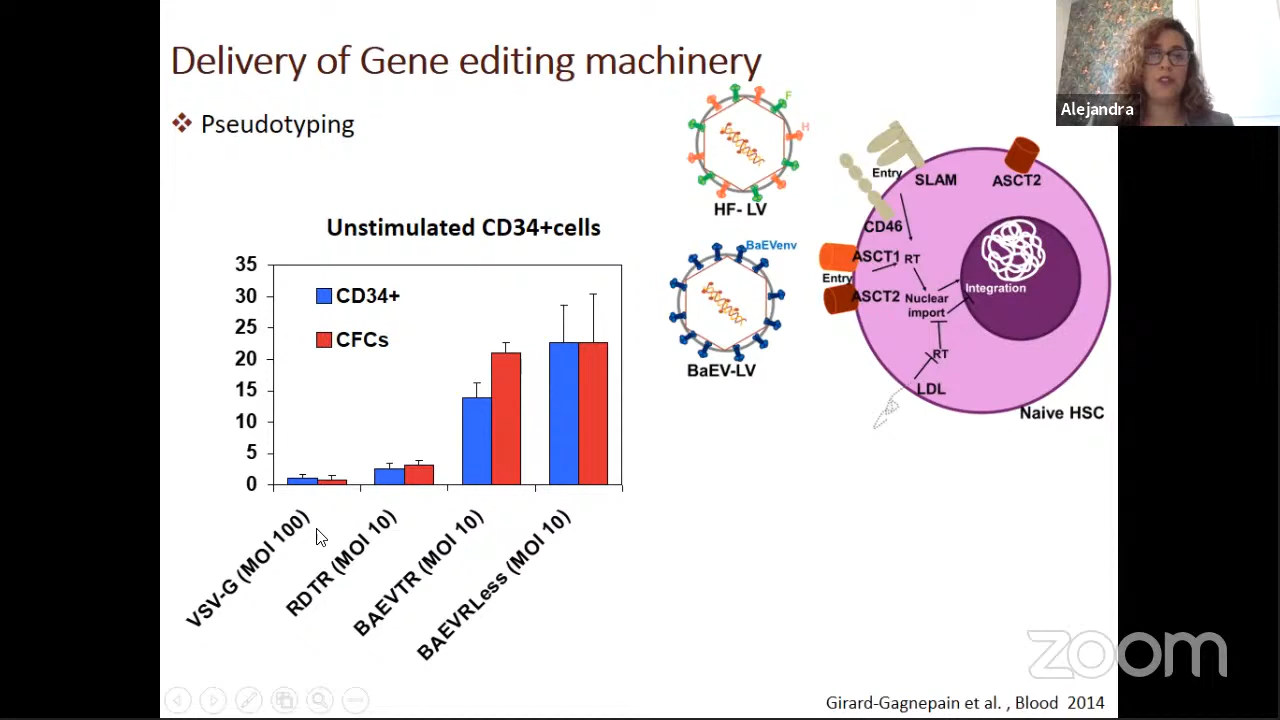 Delivery of Gene editing machinery
❖ Pseudotyping
Alejandra
Unstimulated CD34+cells
35
30
25
20
15
10
5
0
CD34+
CFCs
VSV-G (MOI 100)
RDTR (MOI 10)
BAEVTR (MOI 10)
BAEVRLess (MOI 10)
F
H
HF- LV
BaEVenv
BaEV-LV
Entry
SLAM
ASCT2
CD46
ASCT1
RT
Entry
ASCT2
Nuclear
import
Integration
RT
LDL
Naive HSC
zoom
Girard-Gagnepain et al. , Blood 2014